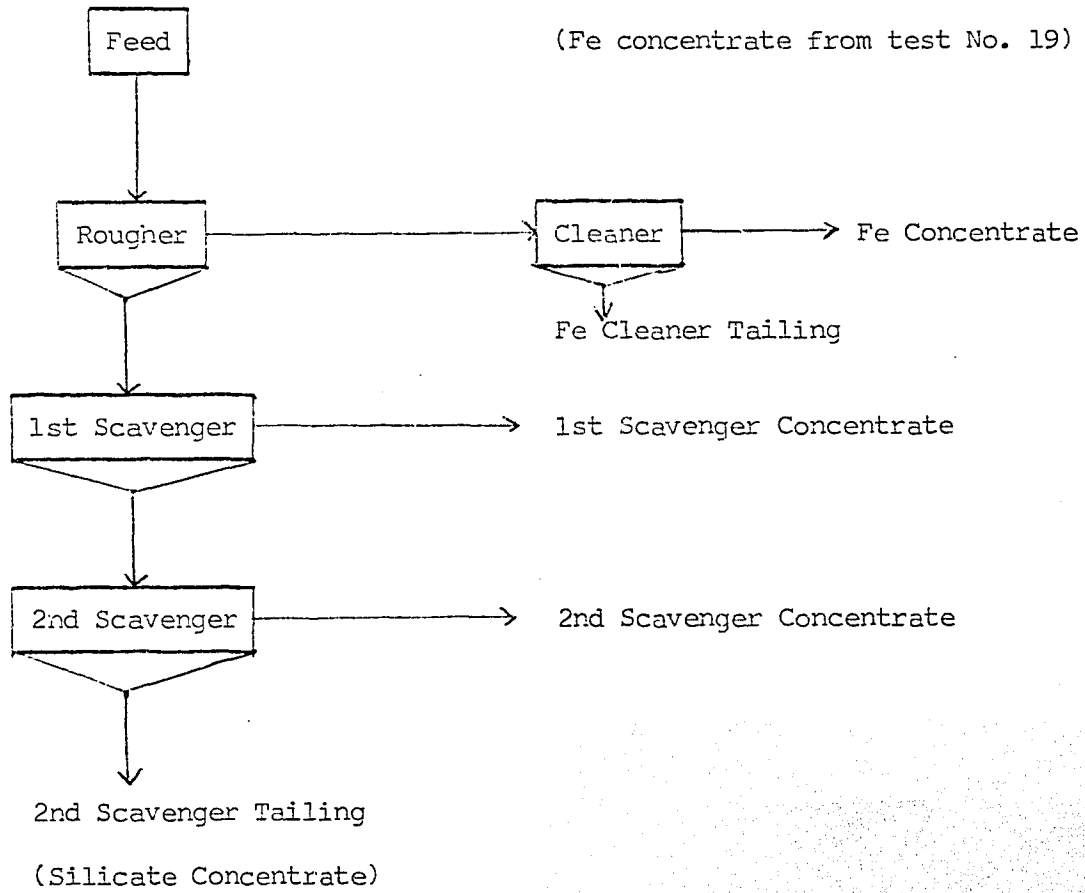 Feed
(Fe concentrate from test No. 19)
Rougher
Cleaner
Fe Concentrate
Fe Cleaner Tailing
1st Scavenger
1st Scavenger Concentrate
2nd Scavenger
2nd Scavenger Concentrate
2nd Scavenger Tailing
(Silicate Concentrate)